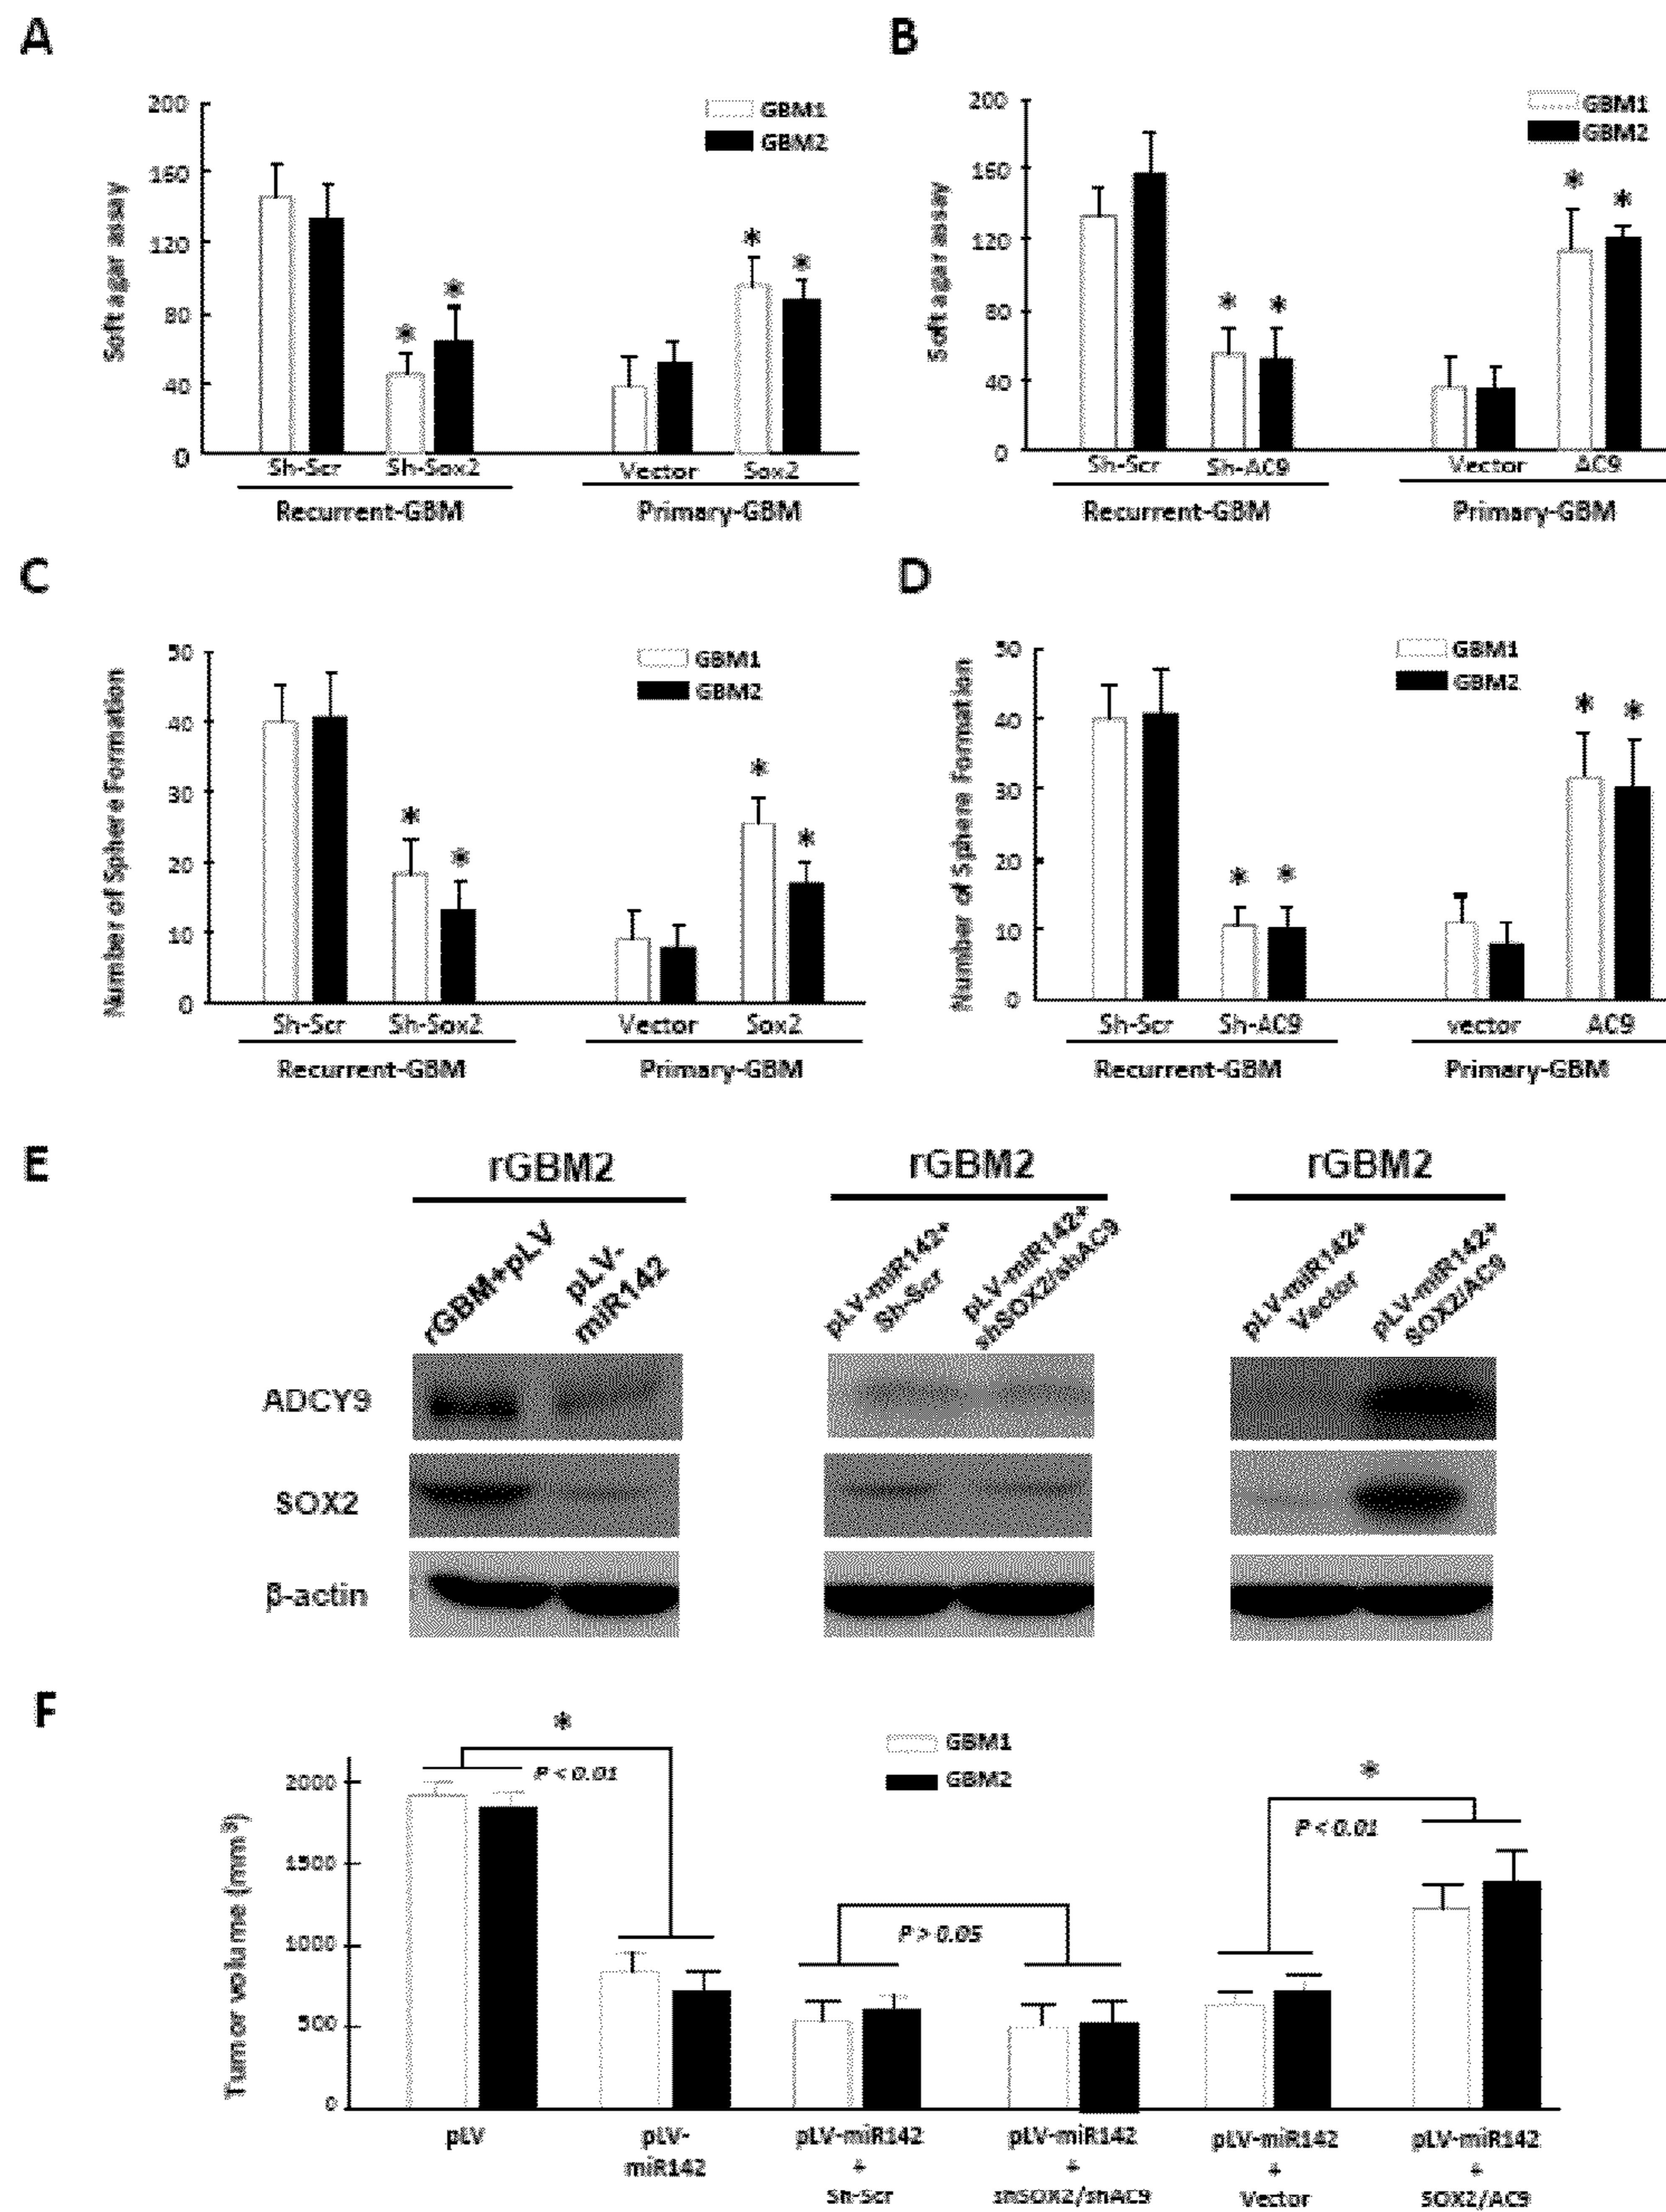 A
200
160
120
80
40
0
Soft agar assay
GBM1
GBM2
*
*
*
*
Sh-Scr Sh-Sox2 Vector Sox2
Recurrent-GBM Primary-GBM
B
200
160
120
80
40
0
Soft agar assay
GBM1
GBM2
*
*
*
*
Sh-Scr Sh-AC9 Vector AC9
Recurrent-GBM Primary-GBM
C
50
40
30
20
10
0
Number of Sphere Formation
GBM1
GBM2
*
*
*
*
Sh-Scr Sh-Sox2 Vector Sox2
Recurrent-GBM Primary-GBM
D
50
40
30
20
10
0
Number of Sphere Formation
GBM1
GBM2
*
*
*
*
Sh-Scr Sh-AC9 vector AC9
Recurrent-GBM Primary-GBM
E
rGBM2 rGBM2 rGBM2
rGBM+pLV
pLV-
miR142
pLV-miR142+
Sh-Scr
pLV-miR142+
shSOX2/shAC9
pLV-miR142+
Vector
pLV-miR142+
SOX2/AC9
ADCY9
SOX2
β-actin
F
2000
1500
1000
500
0
Tumor volume (mm³)
GBM1
GBM2
*
P < 0.01
P > 0.05
*
P < 0.01
pLV
pLV-
miR142
pLV-miR142
+
Sh-Scr
pLV-miR142
+
shSOX2/shAC9
pLV-miR142
+
Vector
pLV-miR142
+
SOX2/AC9